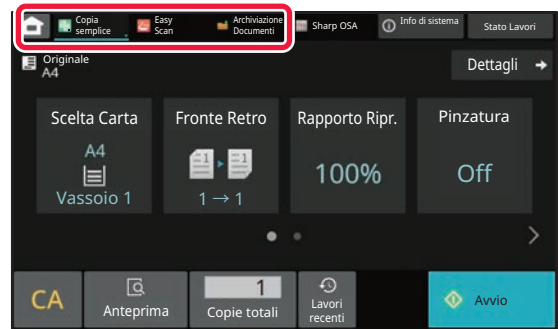 Copia semplice
Easy Scan
Archiviazione Documenti
Sharp OSA
Info di sistema
Stato Lavori
Originale
A4
Dettagli
Scelta Carta
A4
Vassoio 1
Fronte Retro
1 1
1 → 1
Rapporto Ripr.
100%
Pinzatura
Off
CA
Anteprima
1
Copie totali
Lavori recenti
Avvio